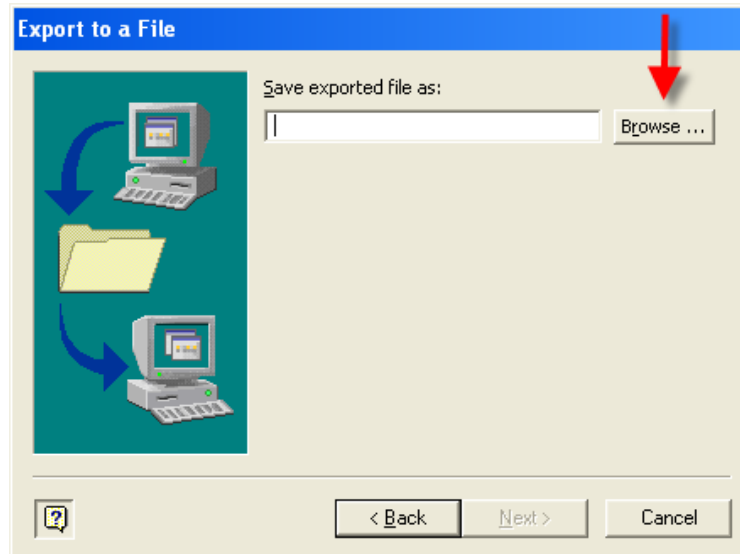 Export to a File
Save exported file as:
Browse ...
?
< Back
Next >
Cancel